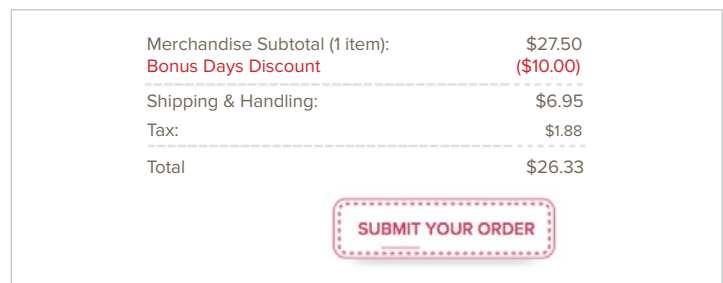 Merchandise Subtotal (1 item): $27.50
Bonus Days Discount ($10.00)
Shipping & Handling: $6.95
Tax: $1.88
Total $26.33
SUBMIT YOUR ORDER